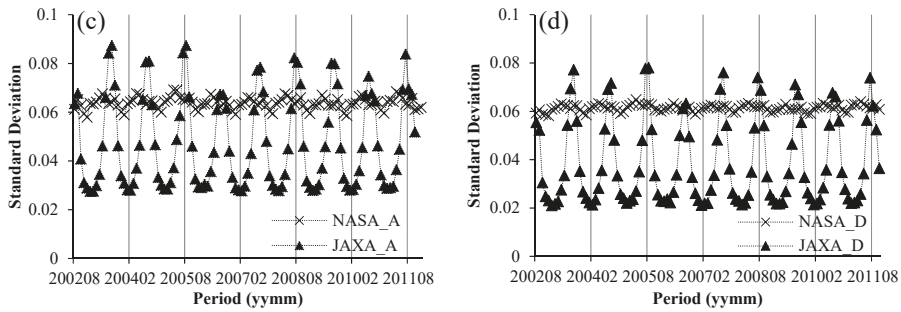 (c)
Standard Deviation
0.1
0.08
0.06
0.04
0.02
0
NASA_A
JAXA_A
200208 200402 200508 200702 200808 201002 201108
Period (yymm)
(d)
Standard Deviation
0.1
0.08
0.06
0.04
0.02
0
NASA_D
JAXA_D
200208 200402 200508 200702 200808 201002 201108
Period (yymm)